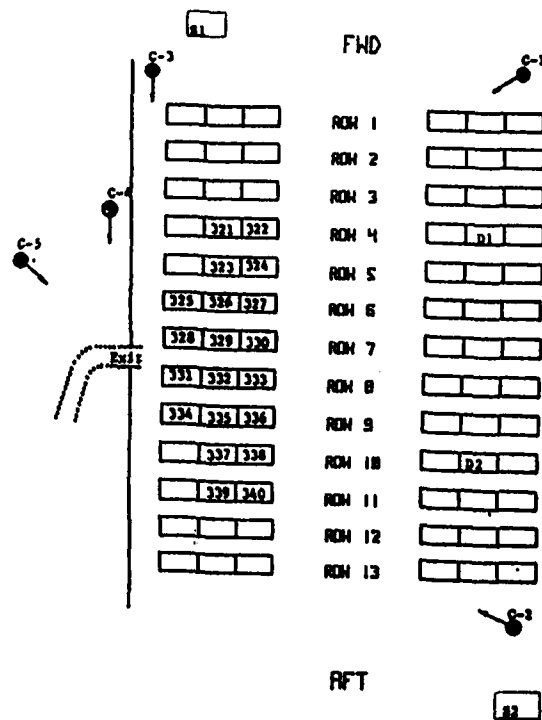 S1
FWD
C-3
ROW 1
ROW 2
ROW 3
C-4
321 322 ROW 4 D1
C-5
323 324 ROW 5
325 326 327 ROW 6
328 329 330 ROW 7
Exit
331 332 333 ROW 8
334 335 336 ROW 9
337 338 ROW 10 D2
339 340 ROW 11
ROW 12
ROW 13
C-2
AFT
S2